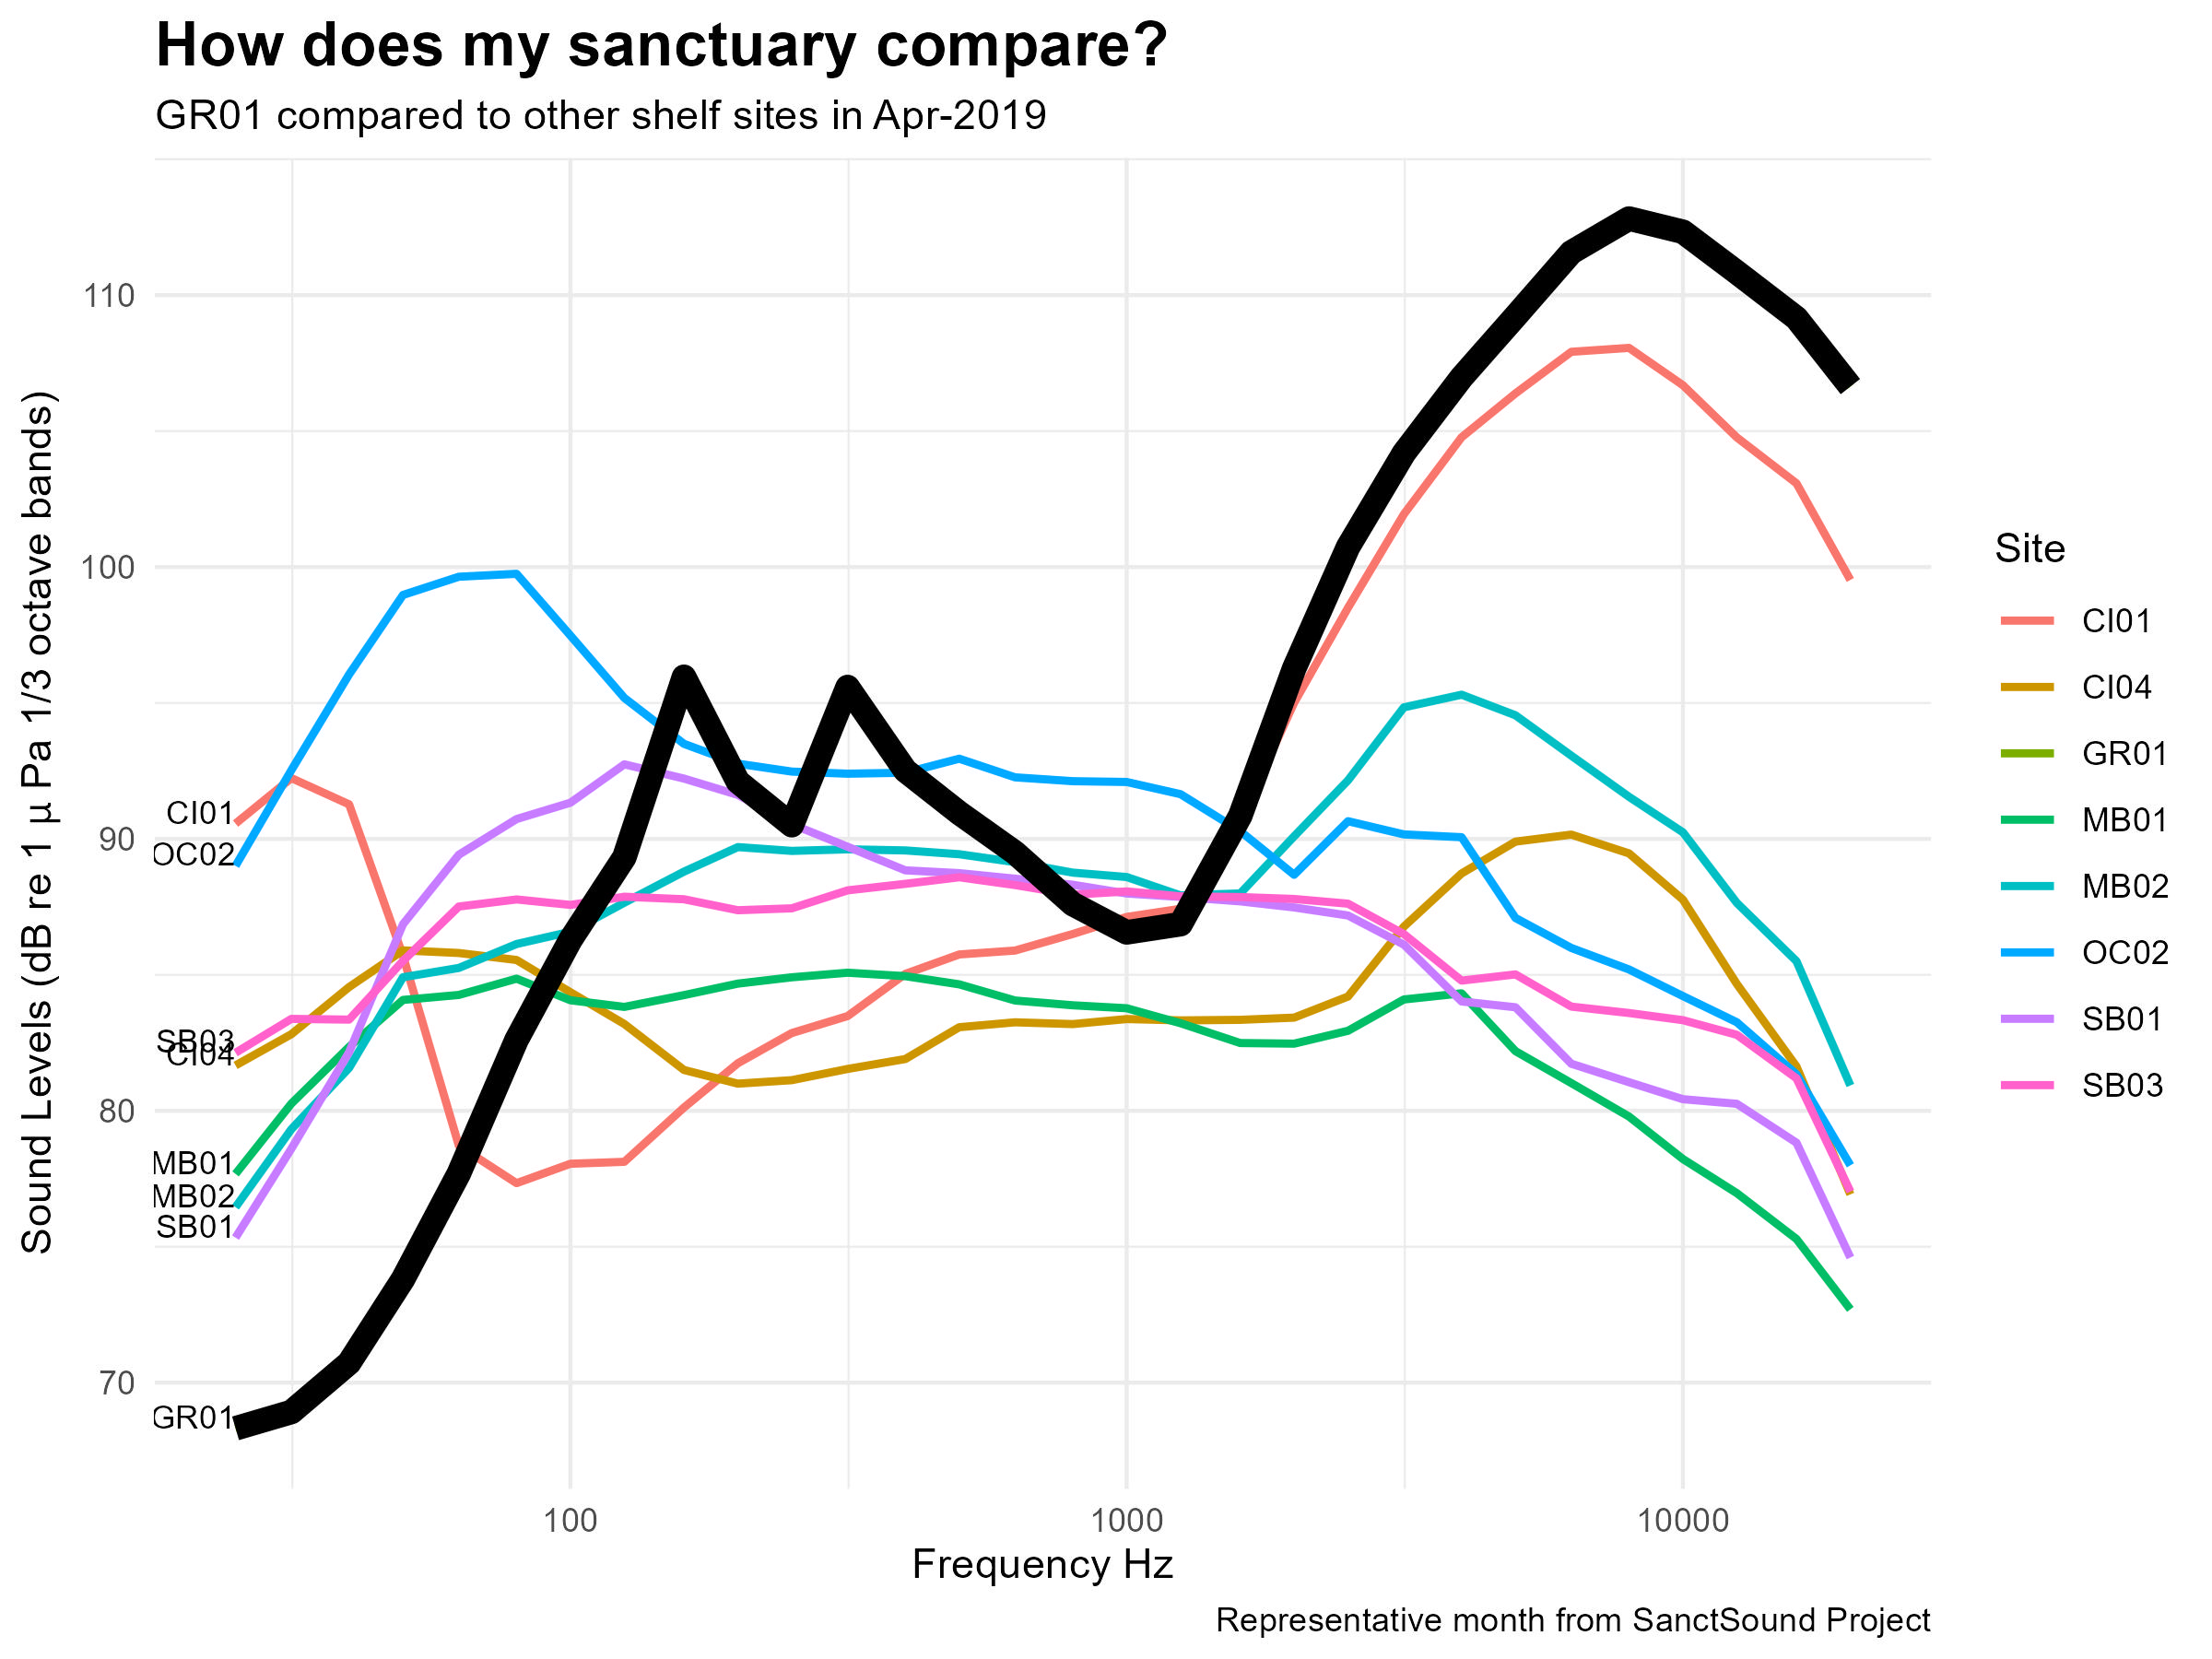 How does my sanctuary compare?
GR01 compared to other shelf sites in Apr-2019
Sound Levels (dB re 1 µ Pa 1/3 octave bands)
110
100
90
80
70
CI01
OC02
SB03
CI04
MB01
MB02
SB01
GR01
100
1000
10000
Frequency Hz
Site
CI01
CI04
GR01
MB01
MB02
OC02
SB01
SB03
Representative month from SanctSound Project